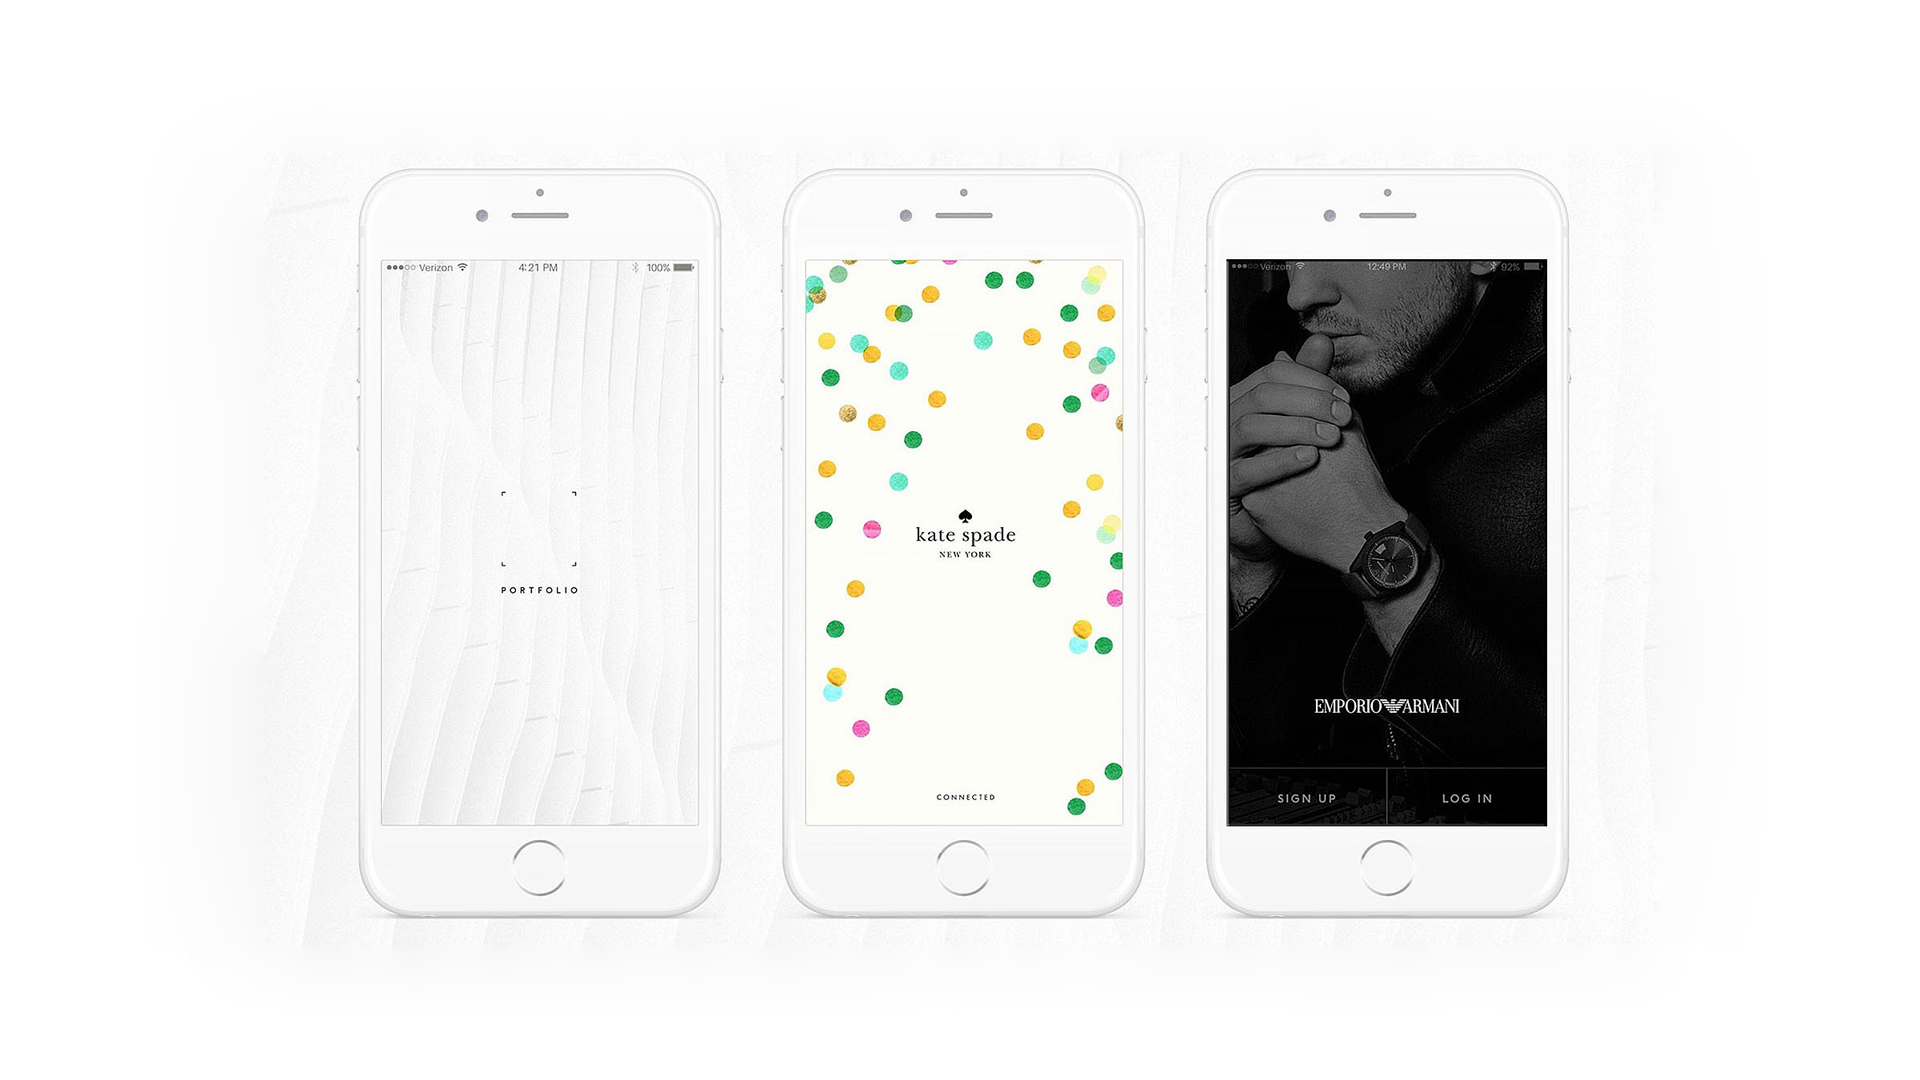 Verizon 4:21 PM 100%
PORTFOLIO
kate spade
NEW YORK
CONNECTED
Verizon 12:49 PM 92%
EMPORIO ARMANI
SIGN UP LOG IN